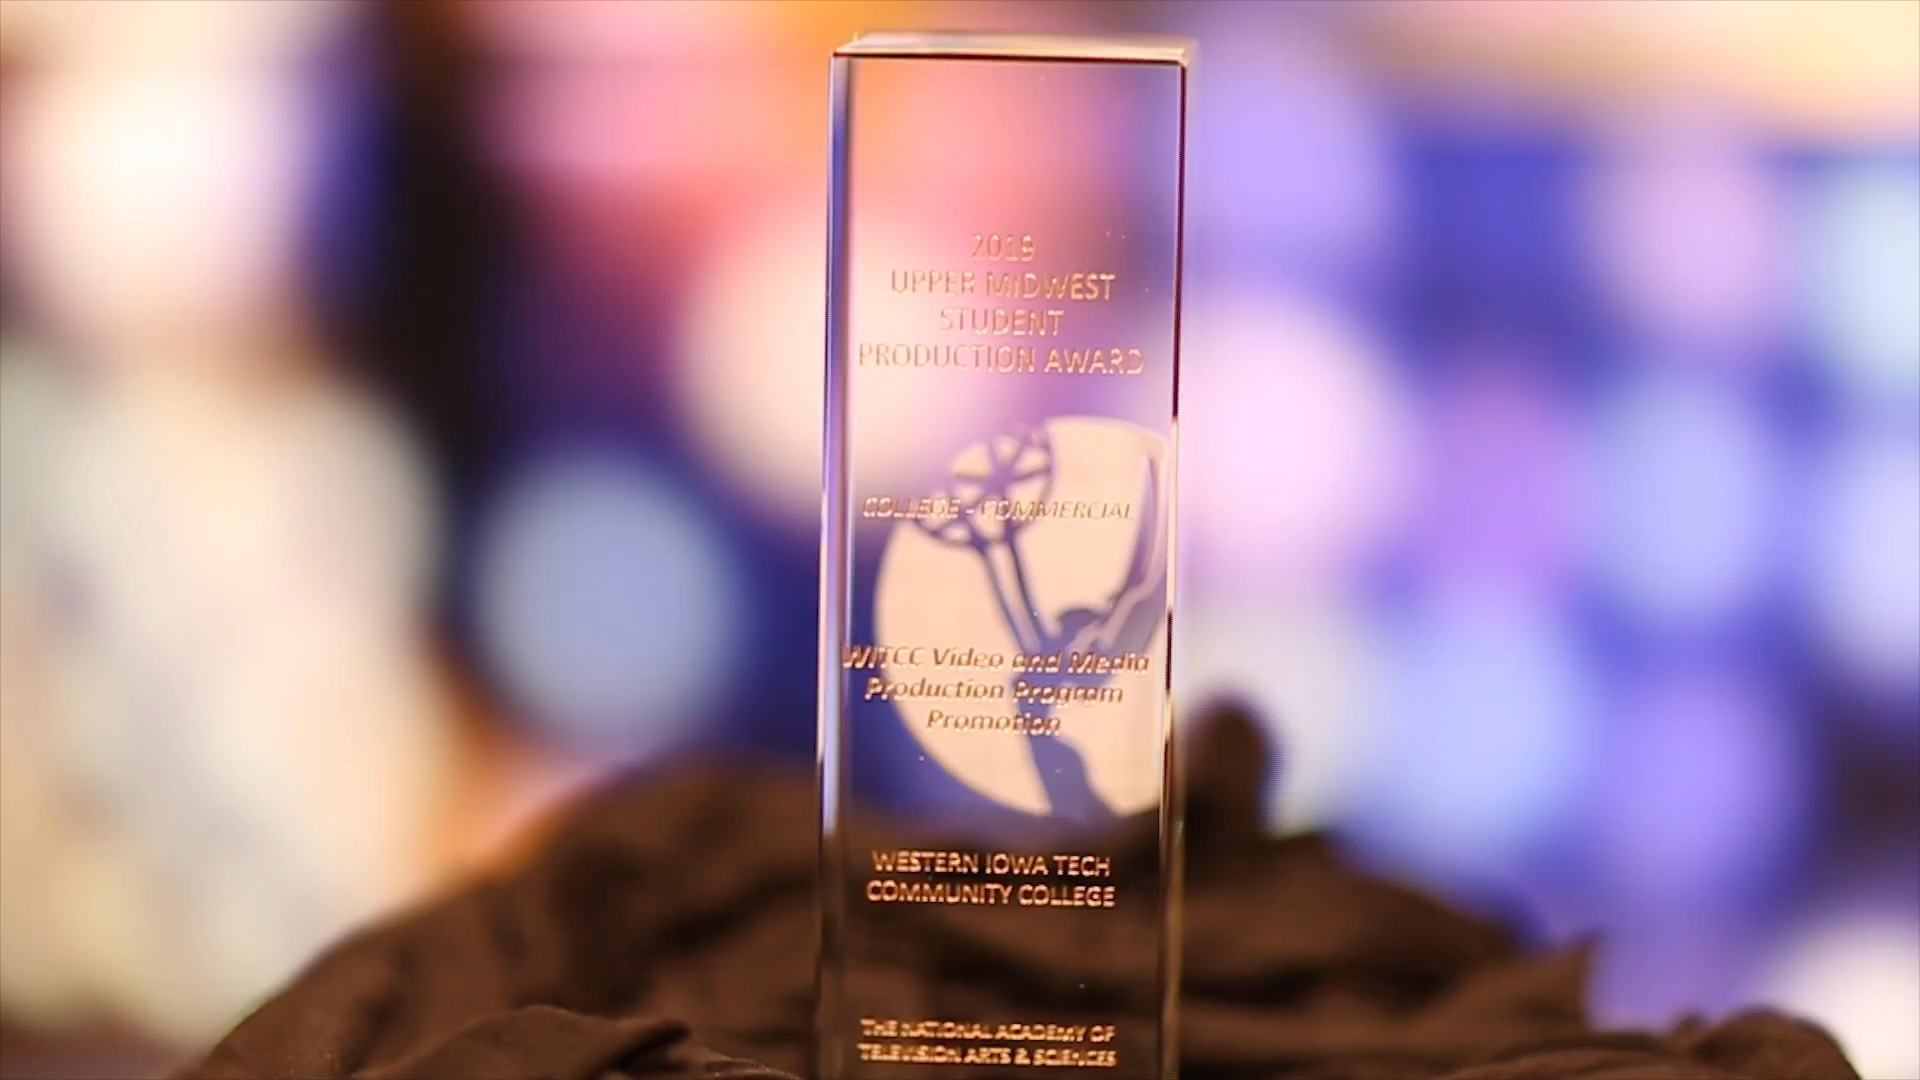 2019
UPPER MIDWEST
STUDENT
PRODUCTION AWARD
COLLEGE - COMMERCIAL
WITCC Video and Media
Production Program
Promotion
WESTERN IOWA TECH
COMMUNITY COLLEGE
THE NATIONAL ACADEMY OF
TELEVISION ARTS & SCIENCES